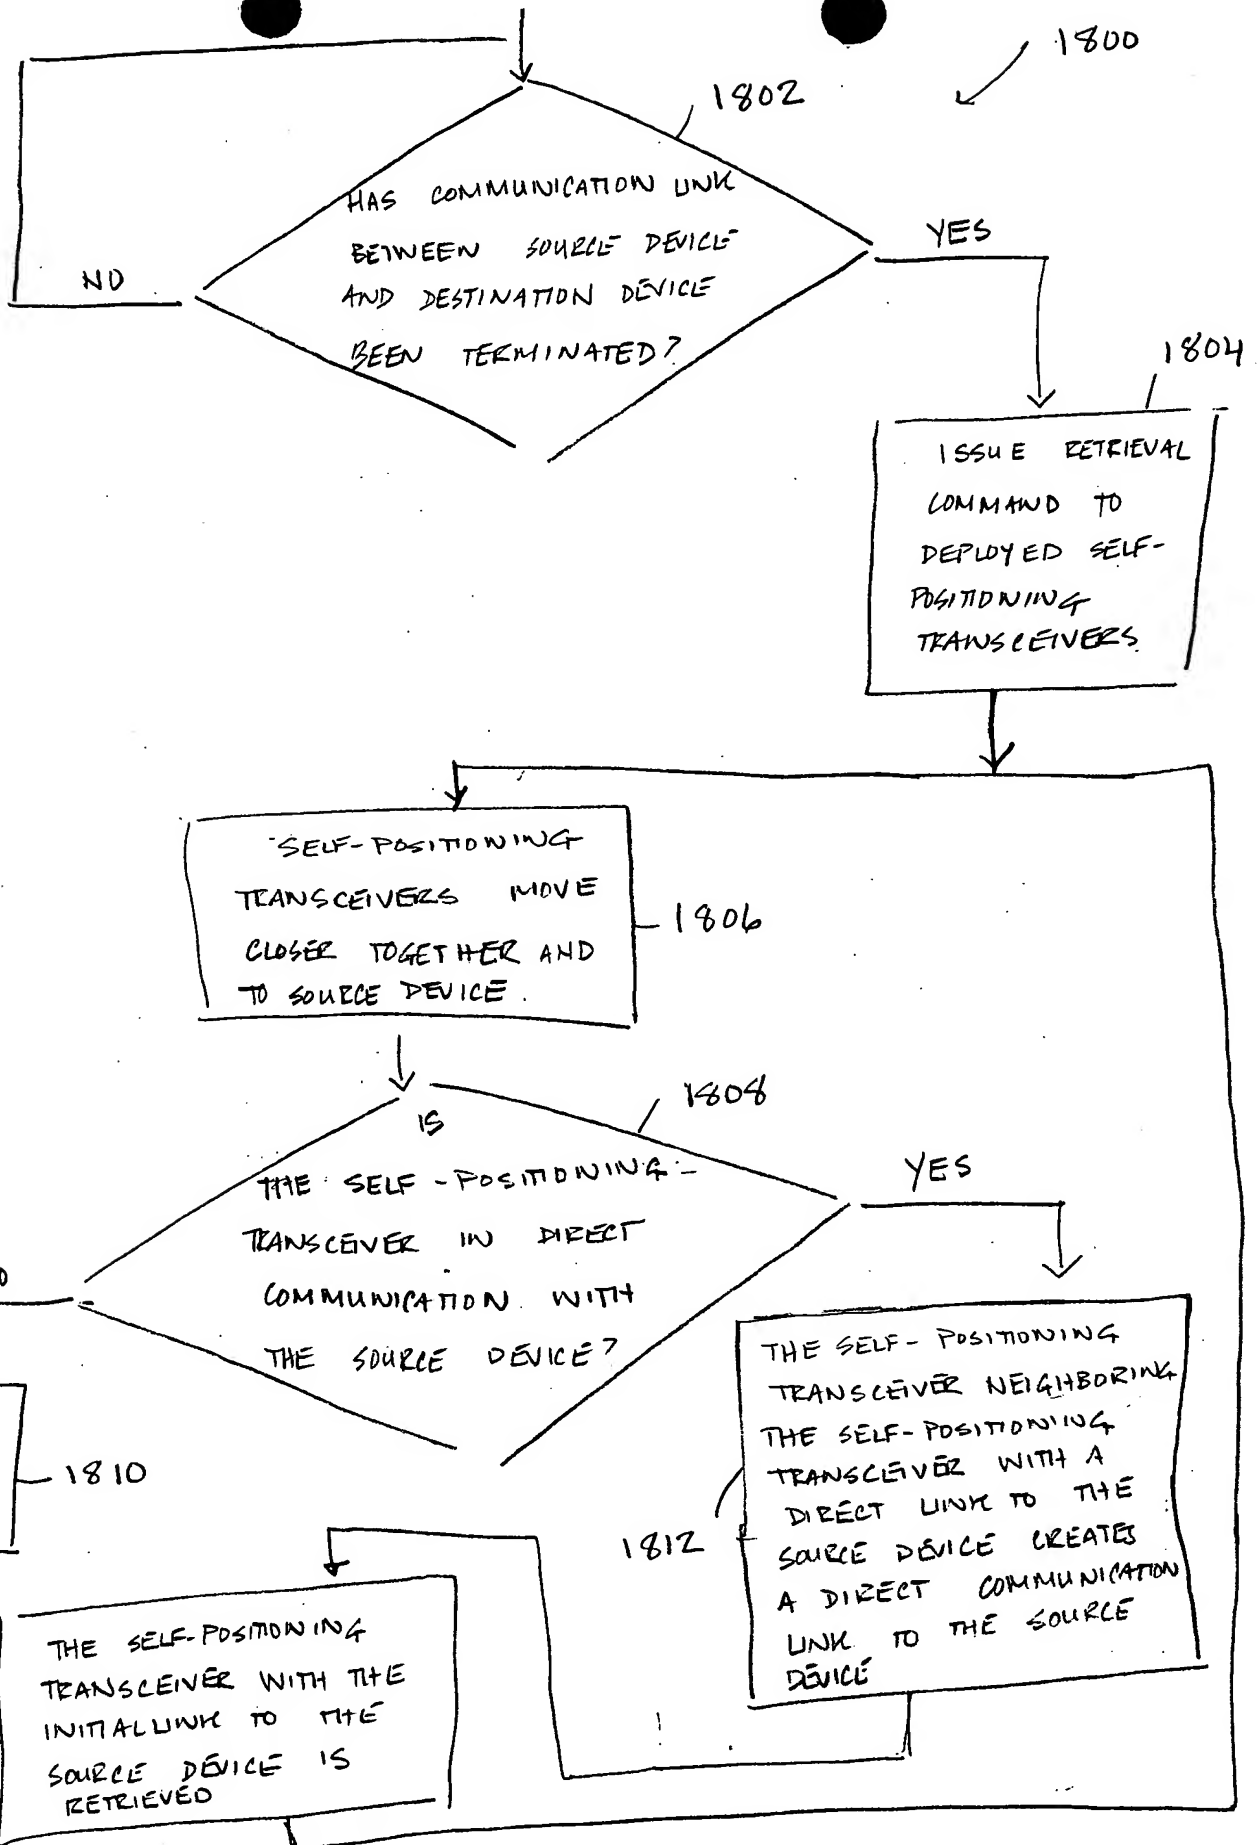 1800
1802
HAS COMMUNICATION LINK
BETWEEN SOURCE DEVICE
AND DESTINATION DEVICE
BEEN TERMINATED?
NO
YES
1804
ISSUE RETRIEVAL
COMMAND TO
DEPLOYED SELF-
POSITIONING
TRANSCEIVERS.
SELF-POSITIONING
TRANSCEIVERS MOVE
CLOSER TOGETHER AND
TO SOURCE DEVICE.
1806
1808
IS
THE SELF-POSITIONING
TRANSCEIVER IN DIRECT
COMMUNICATION WITH
THE SOURCE DEVICE?
YES
1810
1812
THE SELF-POSITIONING
TRANSCEIVER NEIGHBORING
THE SELF-POSITIONING
TRANSCEIVER WITH A
DIRECT LINK TO THE
SOURCE DEVICE CREATES
A DIRECT COMMUNICATION
LINK TO THE SOURCE
DEVICE
THE SELF-POSITIONING
TRANSCEIVER WITH THE
INITIAL LINK TO THE
SOURCE DEVICE IS
RETRIEVED